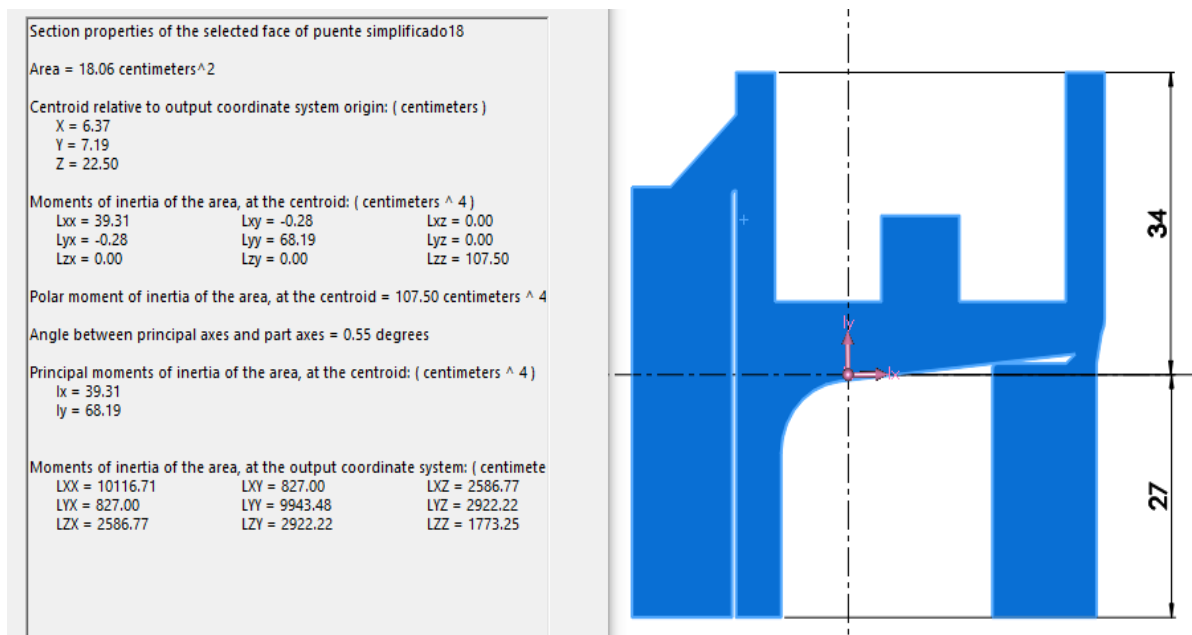 Section properties of the selected face of puente simplificado18
Area = 18.06 centimeters^2
Centroid relative to output coordinate system origin: ( centimeters )
X = 6.37
Y = 7.19
Z = 22.50
Moments of inertia of the area, at the centroid: ( centimeters ^ 4 )
Lxx = 39.31 Lxy = -0.28 Lxz = 0.00
Lyx = -0.28 Lyy = 68.19 Lyz = 0.00
Lzx = 0.00 Lzy = 0.00 Lzz = 107.50
Polar moment of inertia of the area, at the centroid = 107.50 centimeters ^ 4
Angle between principal axes and part axes = 0.55 degrees
Principal moments of inertia of the area, at the centroid: ( centimeters ^ 4 )
Ix = 39.31
Iy = 68.19
Moments of inertia of the area, at the output coordinate system: ( centimete
LXX = 10116.71 LXY = 827.00 LXZ = 2586.77
LYX = 827.00 LYY = 9943.48 LYZ = 2922.22
LZX = 2586.77 LZY = 2922.22 LZZ = 1773.25
34
Iy
Ix
27